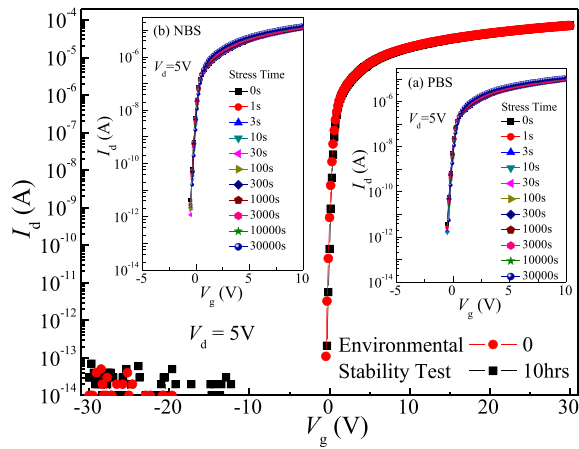 10⁻⁴
10⁻⁵
10⁻⁶
10⁻⁷
10⁻⁸
10⁻⁹
10⁻¹⁰
10⁻¹¹
10⁻¹²
10⁻¹³
10⁻¹⁴
I_d (A)
-30 -20 -10 0 10 20 30
V_g (V)
V_d = 5V
Environmental 0
Stability Test 10hrs
(b) NBS
V_d=5V
Stress Time
0s
1s
3s
10s
30s
100s
300s
1000s
3000s
10000s
30000s
10⁻⁴
10⁻⁶
10⁻⁸
10⁻¹⁰
10⁻¹²
10⁻¹⁴
I_d (A)
-5 0 5 10
V_g (V)
(a) PBS
V_d=5V
Stress Time
0s
1s
3s
10s
30s
100s
300s
1000s
3000s
10000s
30000s
10⁻⁴
10⁻⁶
10⁻⁸
10⁻¹⁰
10⁻¹²
10⁻¹⁴
I_d (A)
-5 0 5 10
V_g (V)